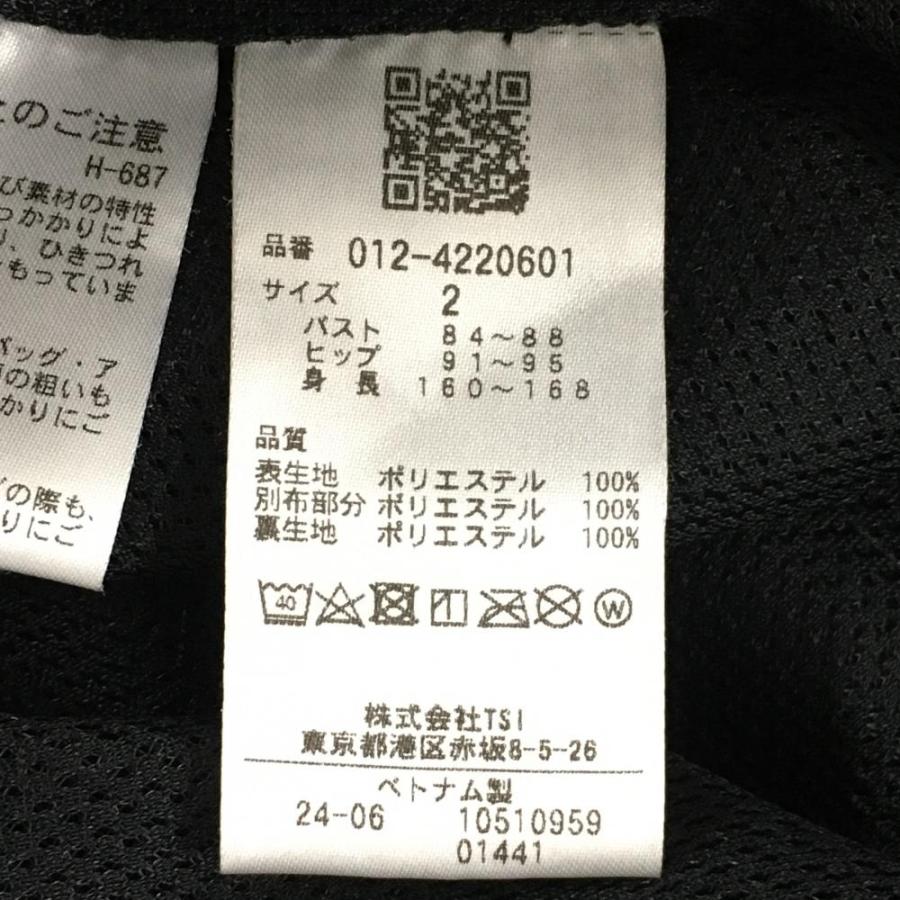 とのご注意
H-687
び素材の特性
っかかりによ
り、ひきつれ
もっていま
バッグ・ア
の粗いも
かりにご
の際も、
りにご
品番 012-4220601
サイズ 2
バスト 84～88
ヒップ 91～95
身長 160～168
品質
表生地 ポリエステル 100%
別布部分 ポリエステル 100%
裏生地 ポリエステル 100%
40 W
株式会社TSI
東京都港区赤坂8-5-26
ベトナム製
24-06 10510959
01441